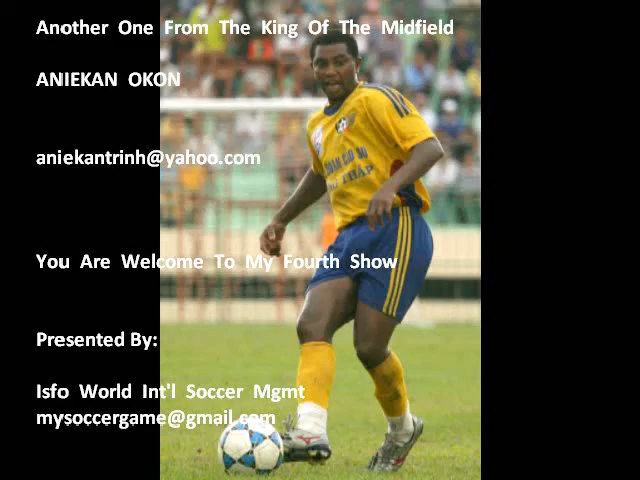 Another One From The King Of The Midfield
ANIEKAN OKON
aniekantrinh@yahoo.com
You Are Welcome To My Fourth Show
Presented By:
Isfo World Int'l Soccer Mgmt
mysoccergame@gmail.com
THÁP